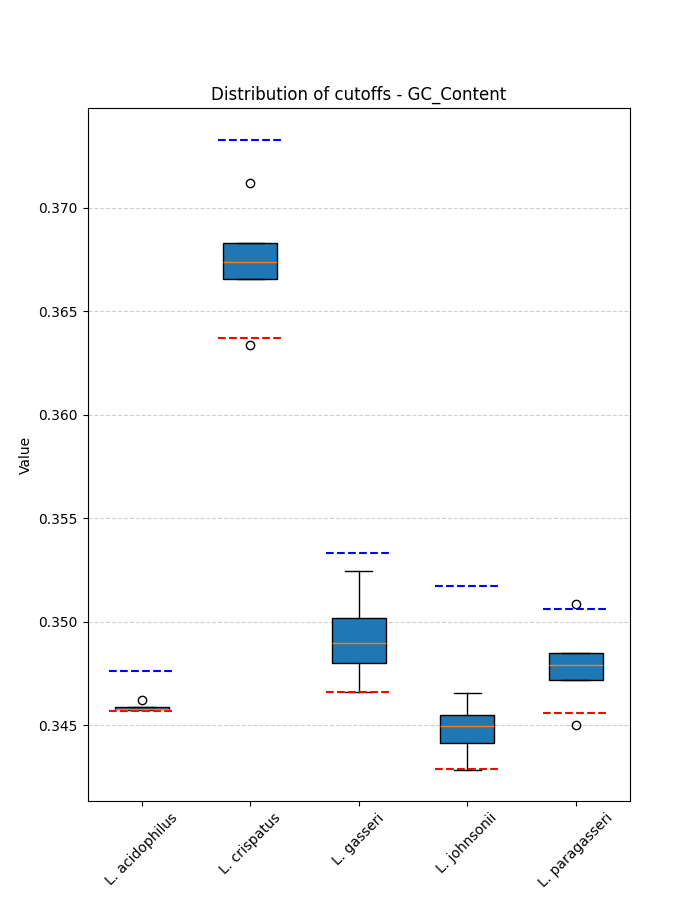 Distribution of cutoffs - GC_Content
0.370
0.365
0.360
0.355
0.350
0.345
Value
L. acidophilus
L. crispatus
L. gasseri
L. johnsonii
L. paragasseri